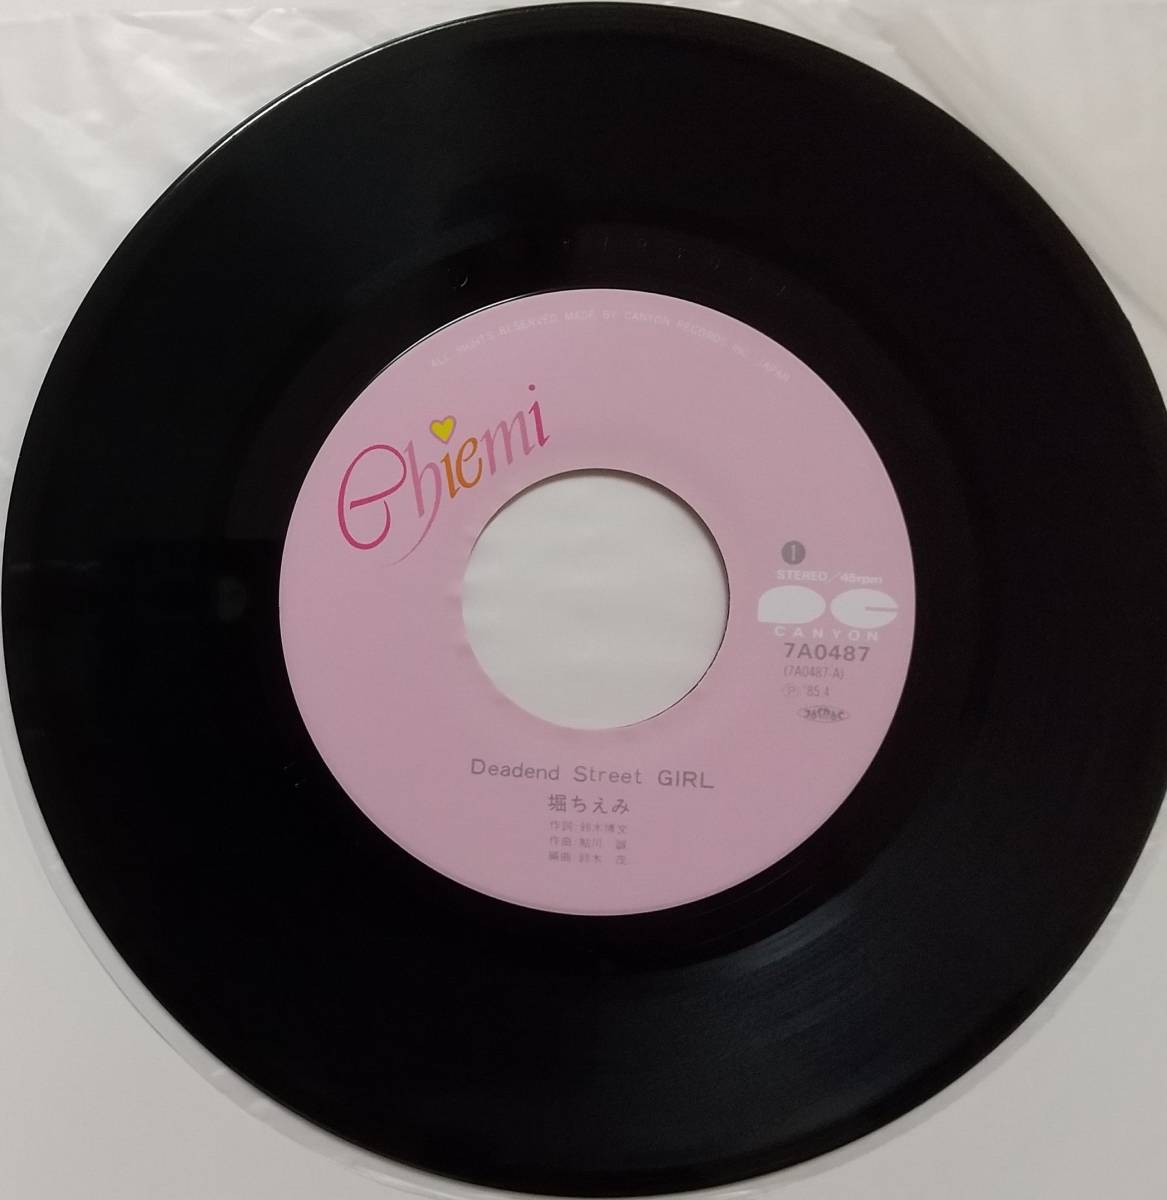 ALL RIGHTS RESERVED MADE BY CANYON RECORDS INC. JAPAN
Chiemi
1
STEREO/45rpm
CANYON
7A0487
(7A0487-A)
Ⓟ '85.4
Deadend Street GIRL
堀ちえみ
作詞:鈴木博文
作曲:鮎川 誠
編曲:鈴木 茂